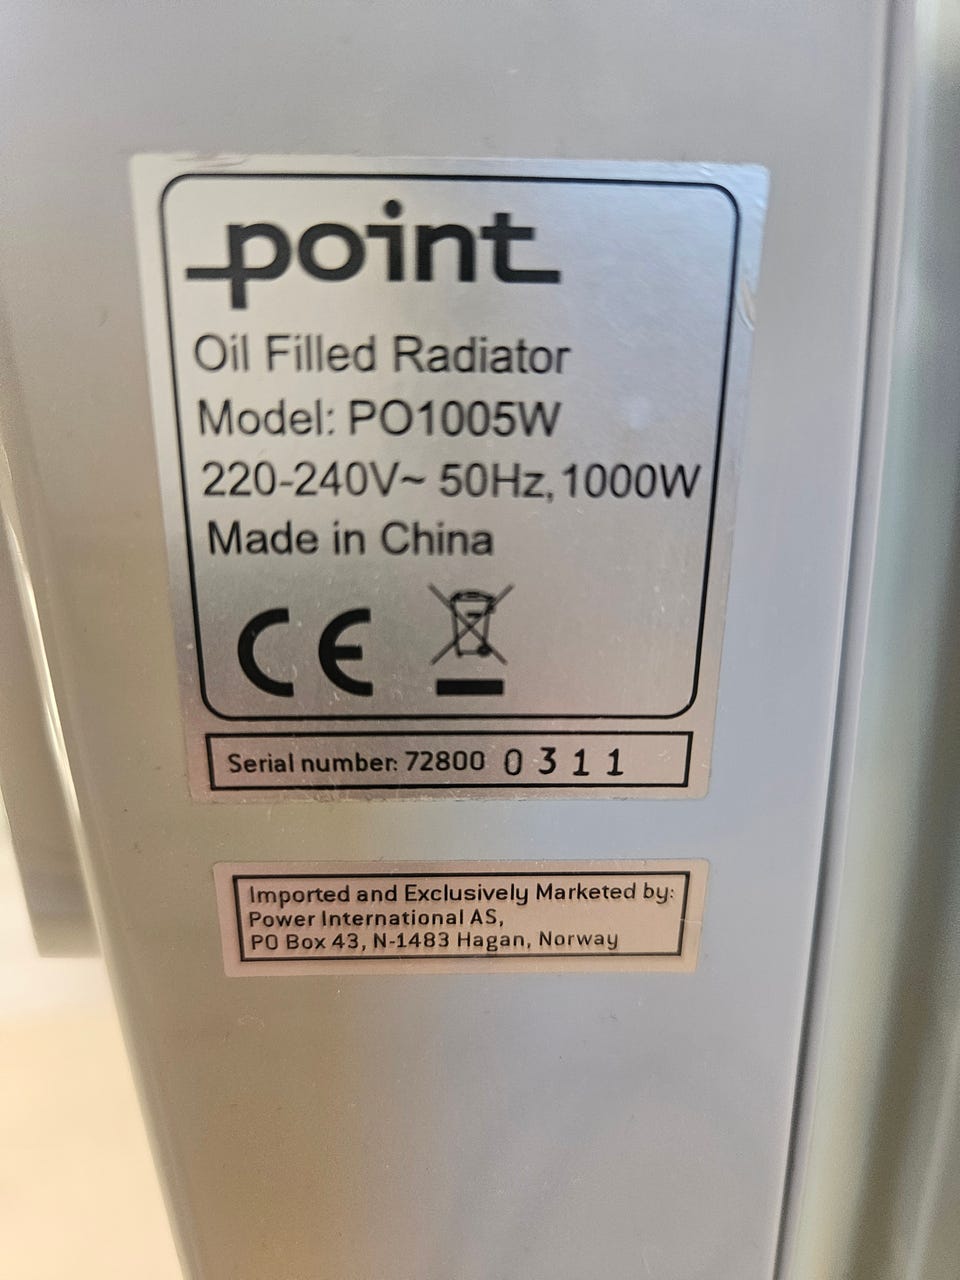 point
Oil Filled Radiator
Model: PO1005W
220-240V~ 50Hz, 1000W
Made in China
CE
Serial number: 72800 0311
Imported and Exclusively Marketed by:
Power International AS,
PO Box 43, N-1483 Hagan, Norway